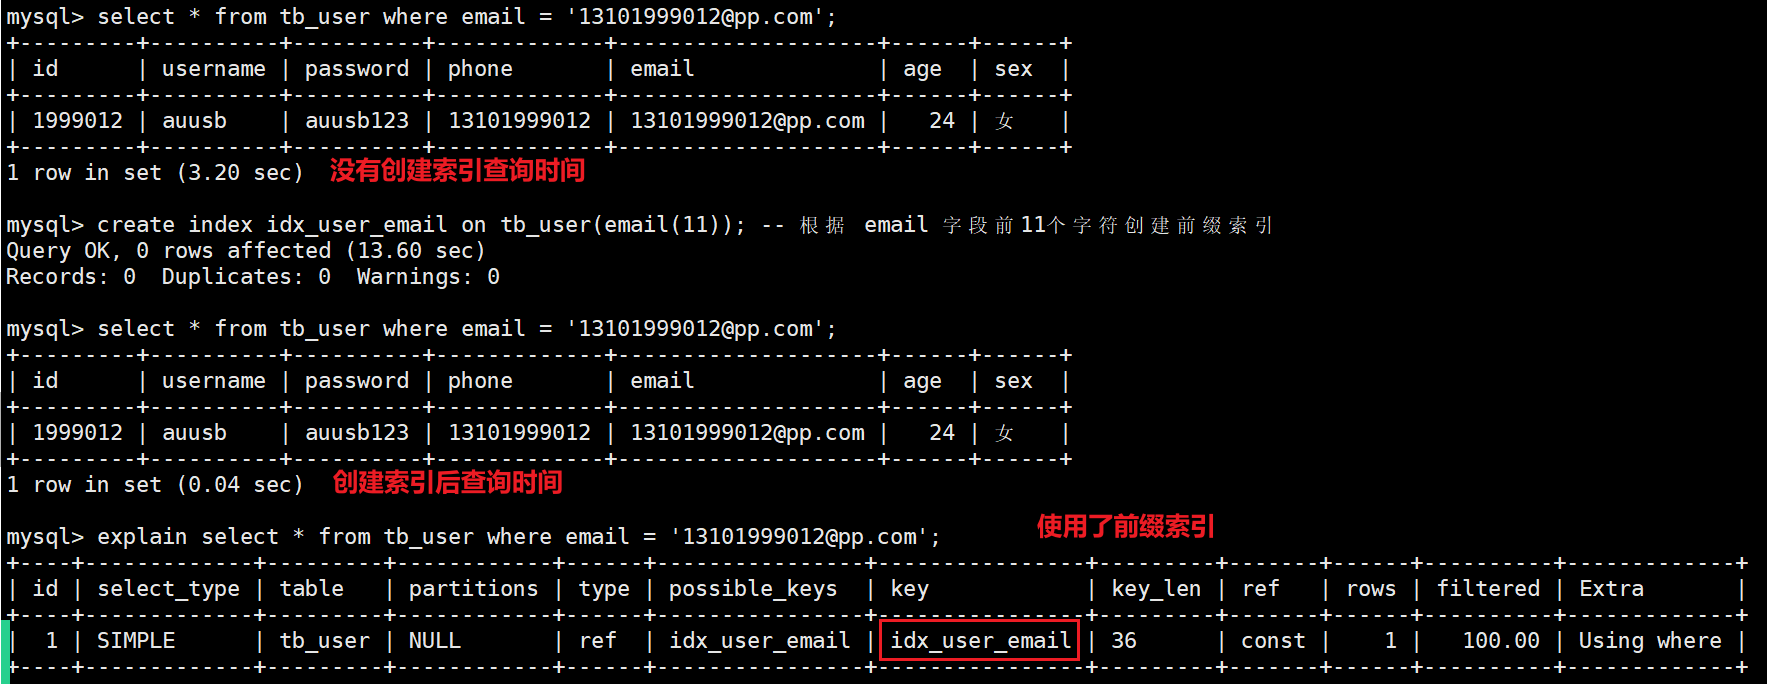 mysql> select * from tb_user where email = '13101999012@pp.com';
+---------+----------+-----------+-------------+--------------------+------+------+
| id      | username | password | phone       | email              | age  | sex  |
+---------+----------+-----------+-------------+--------------------+------+------+
| 1999012 | auusb    | auusb123 | 13101999012 | 13101999012@pp.com |   24 | 女   |
+---------+----------+-----------+-------------+--------------------+------+------+
1 row in set (3.20 sec) 没有创建索引查询时间
mysql> create index idx_user_email on tb_user(email(11)); -- 根据 email 字段前11个字符创建前缀索引
Query OK, 0 rows affected (13.60 sec)
Records: 0  Duplicates: 0  Warnings: 0
mysql> select * from tb_user where email = '13101999012@pp.com';
+---------+----------+-----------+-------------+--------------------+------+------+
| id      | username | password | phone       | email              | age  | sex  |
+---------+----------+-----------+-------------+--------------------+------+------+
| 1999012 | auusb    | auusb123 | 13101999012 | 13101999012@pp.com |   24 | 女   |
+---------+----------+-----------+-------------+--------------------+------+------+
1 row in set (0.04 sec) 创建索引后查询时间
使用了前缀索引
mysql> explain select * from tb_user where email = '13101999012@pp.com';
+----+-------------+---------+------------+------+----------------+----------------+---------+-------+------+----------+-------------+
| id | select_type | table   | partitions | type | possible_keys  | key            | key_len | ref   | rows | filtered | Extra       |
+----+-------------+---------+------------+------+----------------+----------------+---------+-------+------+----------+-------------+
|  1 | SIMPLE      | tb_user | NULL       | ref  | idx_user_email | idx_user_email | 36      | const |    1 |   100.00 | Using where |
+----+-------------+---------+------------+------+----------------+----------------+---------+-------+------+----------+-------------+